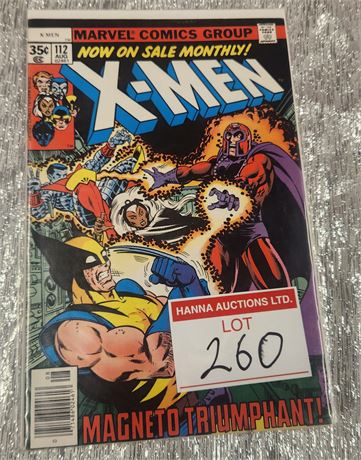 X-MEN
MARVEL COMICS GROUP
35¢
112
AUG
02461
NOW ON SALE MONTHLY!
X-MEN
HANNA AUCTIONS LTD.
LOT
260
MAGNETO TRIUMPHANT!